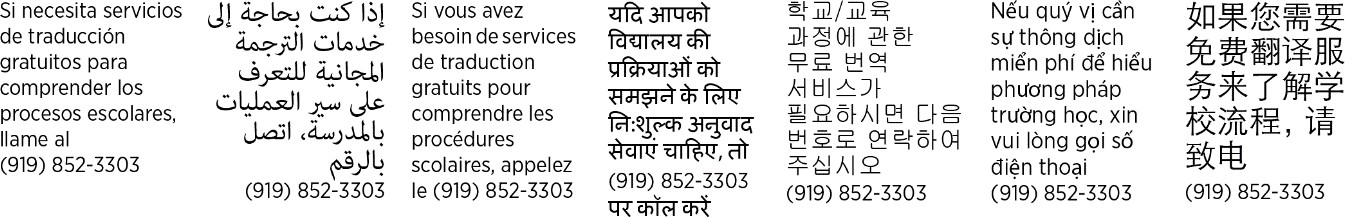 Si necesita servicios
de traducción
gratuitos para
comprender los
procesos escolares,
llame al
(919) 852-3303
إذا كنت بحاجة إلى
خدمات الترجمة
المجانية للتعرف
على سير العمليات
بالمدرسة، اتصل
بالرقم
(919) 852-3303
Si vous avez
besoin de services
de traduction
gratuits pour
comprendre les
procédures
scolaires, appelez
le (919) 852-3303
यदि आपको
विद्यालय की
प्रक्रियाओं को
समझने के लिए
नि:शुल्क अनुवाद
सेवाएं चाहिए, तो
(919) 852-3303
पर कॉल करें
학교/교육
과정에 관한
무료 번역
서비스가
필요하시면 다음
번호로 연락하여
주십시오
(919) 852-3303
Nếu quý vị cần
sự thông dịch
miển phí để hiểu
phương pháp
trường học, xin
vui lòng gọi số
điện thoại
(919) 852-3303
如果您需要
免费翻译服
务来了解学
校流程，请
致电
(919) 852-3303